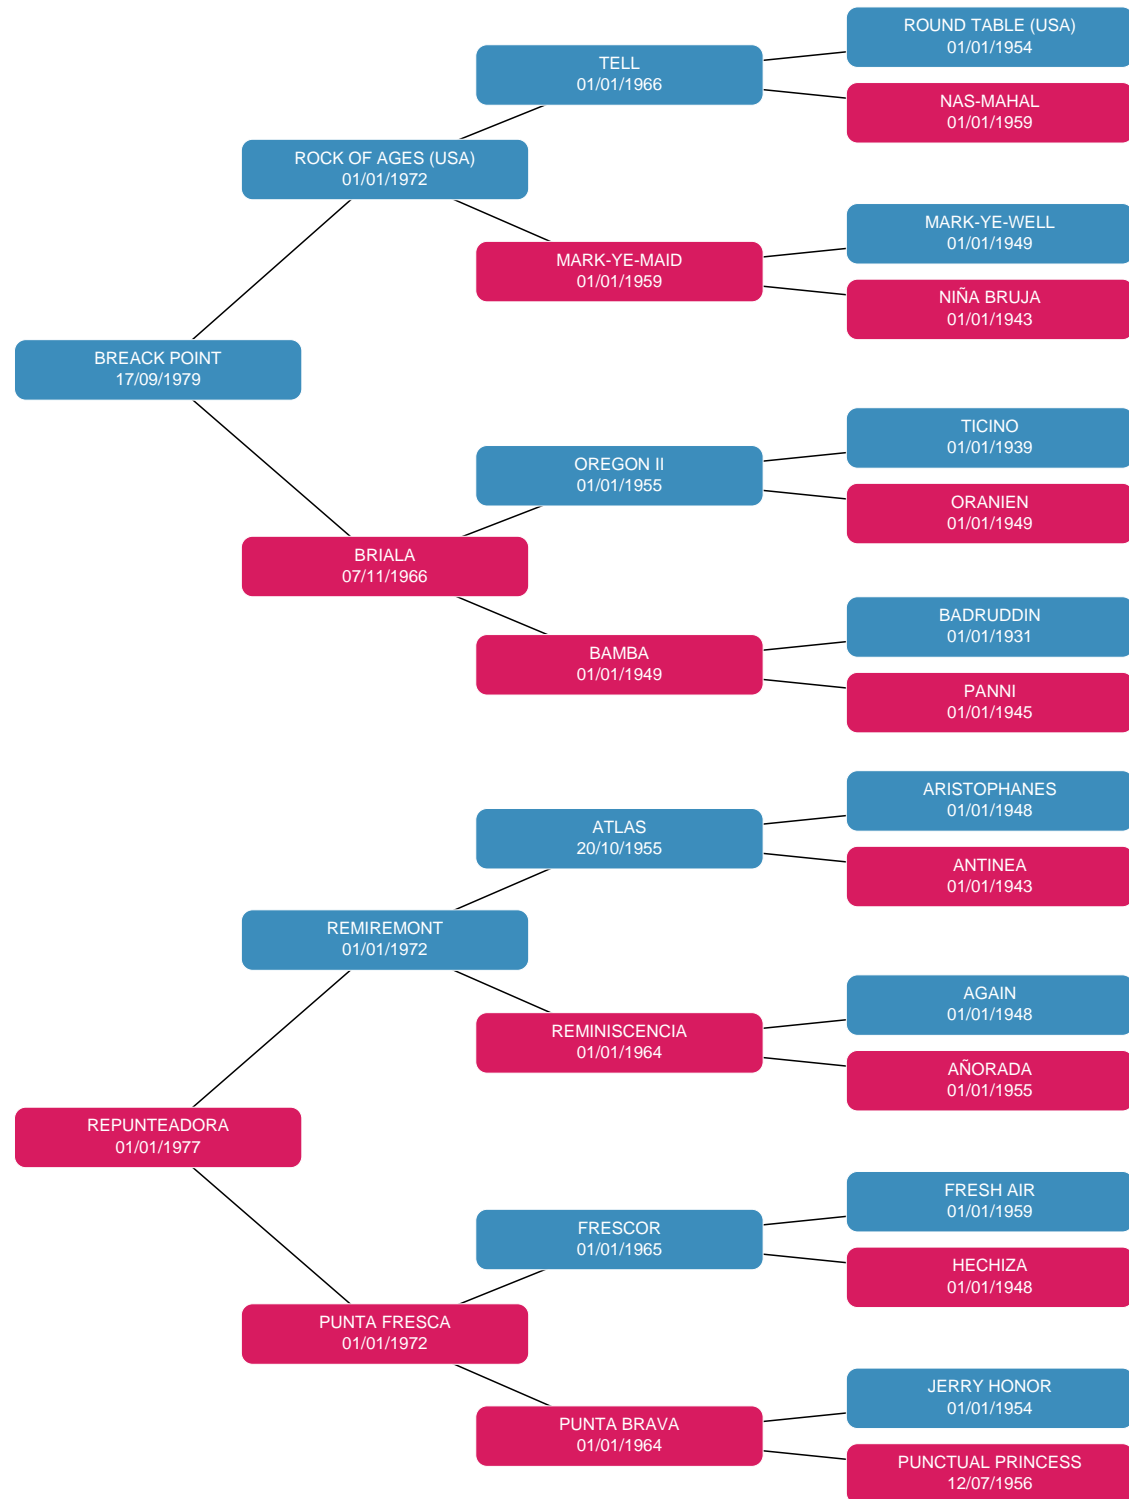 ROUND TABLE (USA)
01/01/1954
TELL
01/01/1966
NAS-MAHAL
01/01/1959
ROCK OF AGES (USA)
01/01/1972
MARK-YE-WELL
01/01/1949
MARK-YE-MAID
01/01/1959
NIÑA BRUJA
01/01/1943
BREACK POINT
17/09/1979
TICINO
01/01/1939
OREGON II
01/01/1955
ORANIEN
01/01/1949
BRIALA
07/11/1966
BADRUDDIN
01/01/1931
BAMBA
01/01/1949
PANNI
01/01/1945
ARISTOPHANES
01/01/1948
ATLAS
20/10/1955
ANTINEA
01/01/1943
REMIREMONT
01/01/1972
AGAIN
01/01/1948
REMINISCENCIA
01/01/1964
AÑORADA
01/01/1955
REPUNTEADORA
01/01/1977
FRESH AIR
01/01/1959
FRESCOR
01/01/1965
HECHIZA
01/01/1948
PUNTA FRESCA
01/01/1972
JERRY HONOR
01/01/1954
PUNTA BRAVA
01/01/1964
PUNCTUAL PRINCESS
12/07/1956